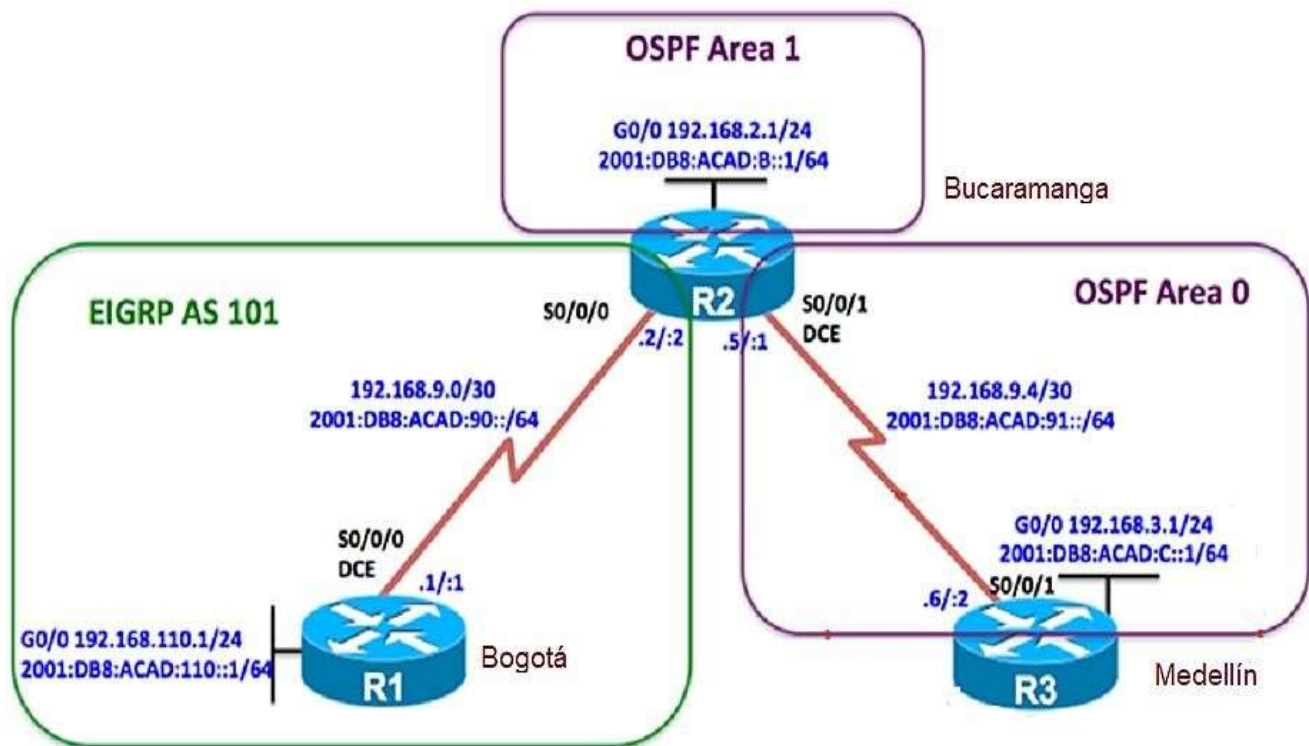 OSPF Area 1
G0/0 192.168.2.1/24
2001:DB8:ACAD:B::1/64
Bucaramanga
R2
EIGRP AS 101
OSPF Area 0
S0/0/0
S0/0/1
DCE
.2/:2
.5/:1
192.168.9.0/30
2001:DB8:ACAD:90::/64
192.168.9.4/30
2001:DB8:ACAD:91::/64
S0/0/0
DCE
.1/:1
G0/0 192.168.3.1/24
2001:DB8:ACAD:C::1/64
.6/:2
S0/0/1
G0/0 192.168.110.1/24
2001:DB8:ACAD:110::1/64
R1
Bogotá
R3
Medellín